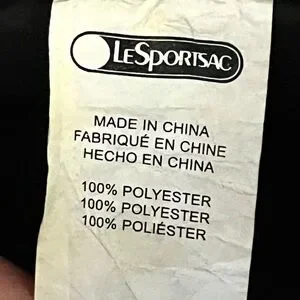 LESPORTSAC
MADE IN CHINA
FABRIQUÉ EN CHINE
HECHO EN CHINA
100% POLYESTER
100% POLYESTER
100% POLIÉSTER